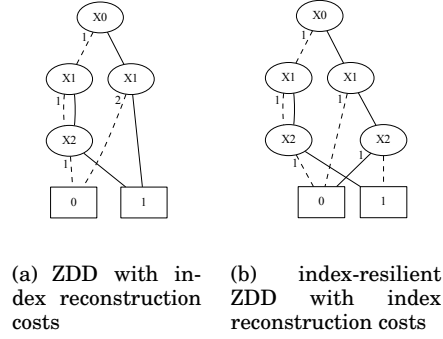 X0
X0
1
1
X1
X1
X1
X1
1
2
1
1
X2
X2
X2
1
1
1
0
1
0
1
(a) ZDD with in-
dex reconstruction
costs
(b) index-resilient
ZDD with index
reconstruction costs